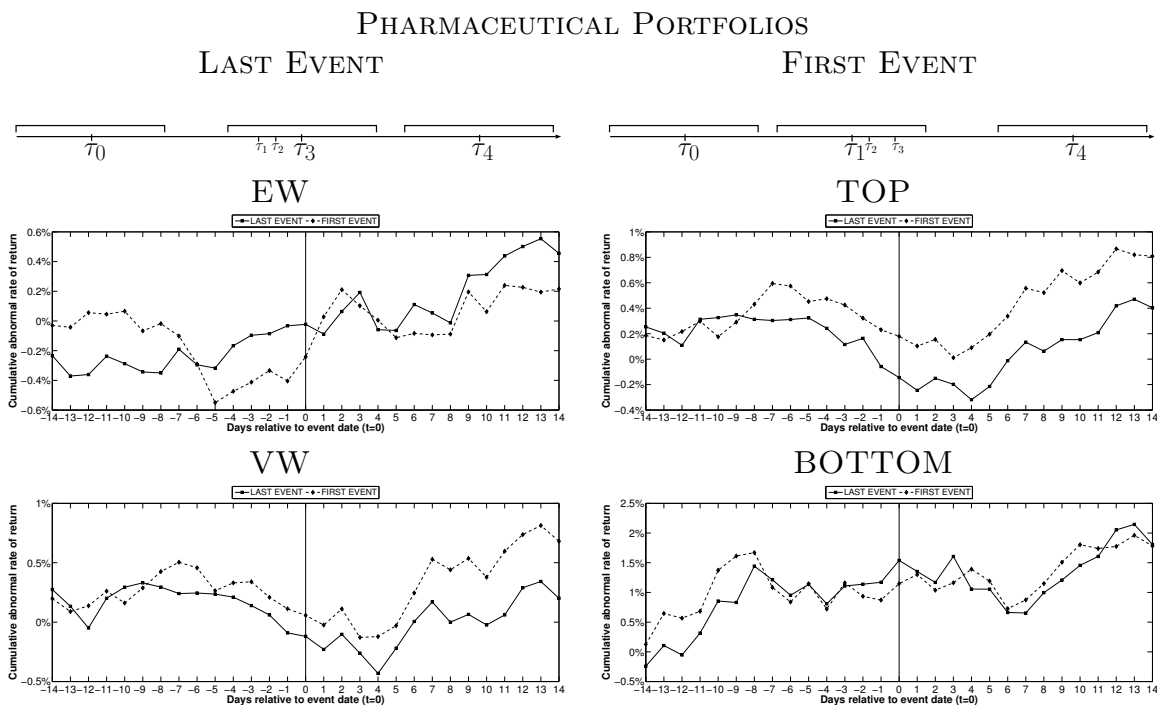 PHARMACEUTICAL PORTFOLIOS
LAST EVENT
FIRST EVENT
τ0 τ1 τ2 τ3 τ4
τ0 τ1 τ2 τ3 τ4
EW
LAST EVENT FIRST EVENT
Cumulative abnormal rate of return
0.6%
0.4%
0.2%
0%
−0.2%
−0.4%
−0.6%
−14 −13 −12 −11 −10 −9 −8 −7 −6 −5 −4 −3 −2 −1 0 1 2 3 4 5 6 7 8 9 10 11 12 13 14
Days relative to event date (t=0)
TOP
LAST EVENT FIRST EVENT
Cumulative abnormal rate of return
1%
0.8%
0.6%
0.4%
0.2%
0%
−0.2%
−0.4%
−14 −13 −12 −11 −10 −9 −8 −7 −6 −5 −4 −3 −2 −1 0 1 2 3 4 5 6 7 8 9 10 11 12 13 14
Days relative to event date (t=0)
VW
LAST EVENT FIRST EVENT
Cumulative abnormal rate of return
1%
0.5%
0%
−0.5%
−14 −13 −12 −11 −10 −9 −8 −7 −6 −5 −4 −3 −2 −1 0 1 2 3 4 5 6 7 8 9 10 11 12 13 14
Days relative to event date (t=0)
BOTTOM
LAST EVENT FIRST EVENT
Cumulative abnormal rate of return
2.5%
2%
1.5%
1%
0.5%
0%
−0.5%
−14 −13 −12 −11 −10 −9 −8 −7 −6 −5 −4 −3 −2 −1 0 1 2 3 4 5 6 7 8 9 10 11 12 13 14
Days relative to event date (t=0)